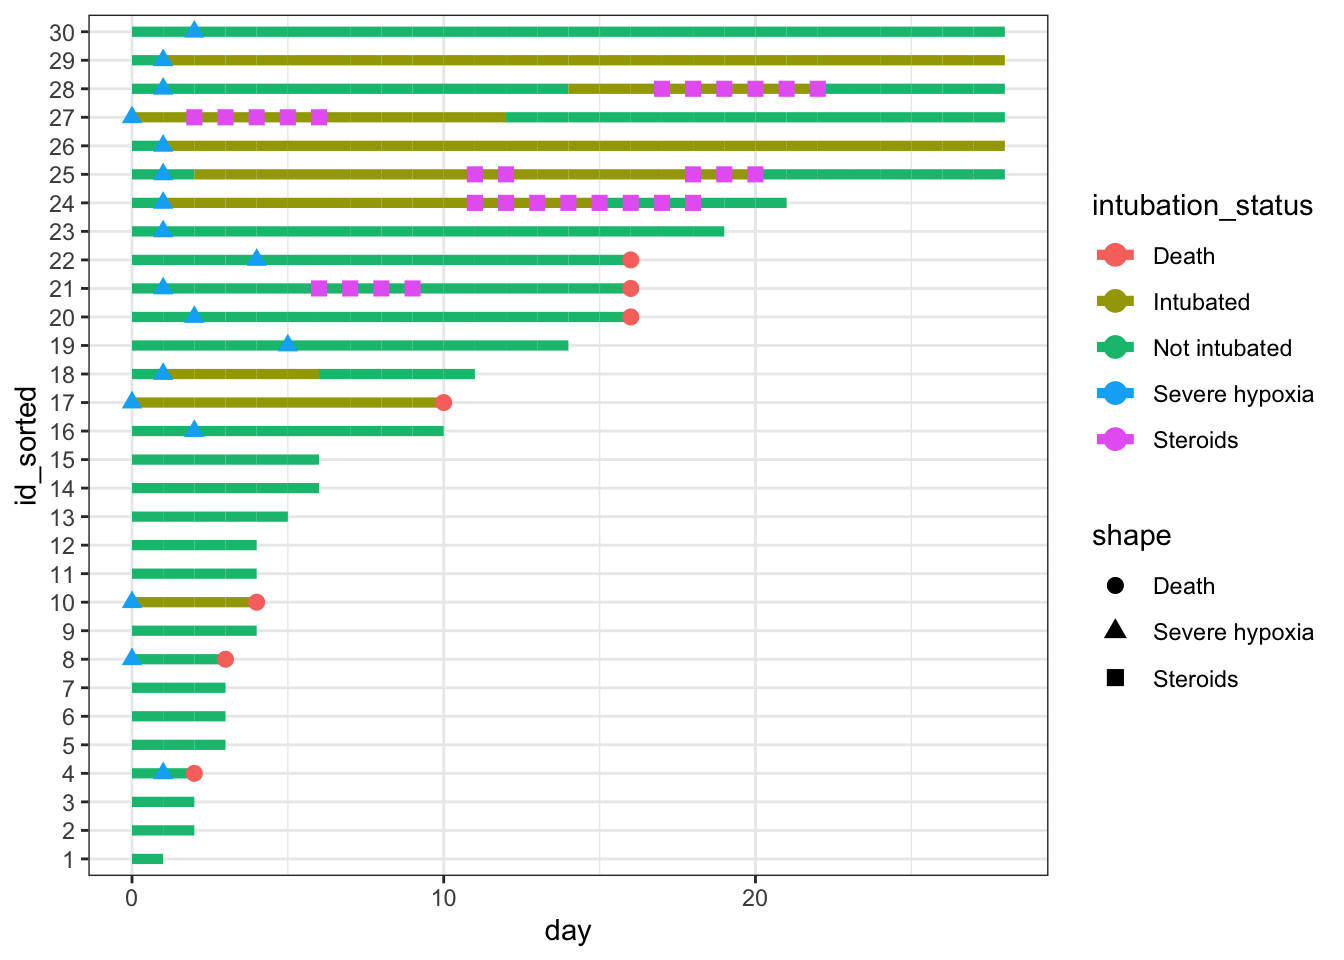 30
29
28
27
26
25
24
23
22
21
20
19
18
17
16
15
14
13
12
11
10
9
8
7
6
5
4
3
2
1
id_sorted
0 10 20
day
intubation_status
Death
Intubated
Not intubated
Severe hypoxia
Steroids
shape
Death
Severe hypoxia
Steroids